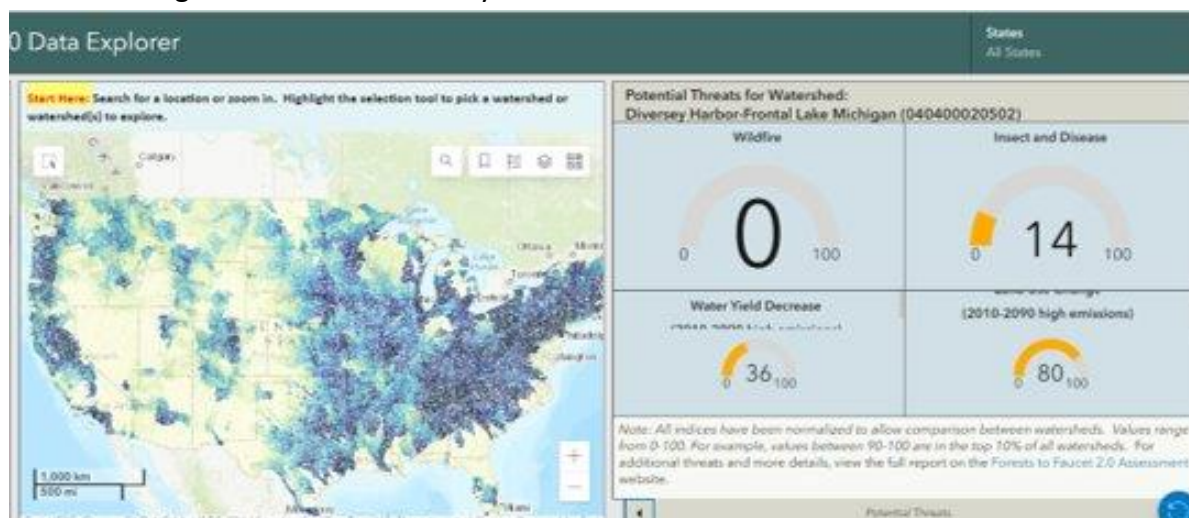 0 Data Explorer
States
All States
Start Here: Search for a location or zoom in. Highlight the selection tool to pick a watershed or
watershed(s) to explore.
Calgary
Ottawa
Toronto
Miami
1,000 km
500 mi
+
−
Potential Threats for Watershed:
Diversey Harbor-Frontal Lake Michigan (040400020502)
Wildfire
0
0
100
Insect and Disease
14
0
100
Water Yield Decrease
36
0
100
(2010-2090 high emissions)
80
0
100
Note: All indices have been normalized to allow comparison between watersheds. Values range
from 0-100. For example, values between 90-100 are in the top 10% of all watersheds. For
additional threats and more details, view the full report on the Forests to Faucet 2.0 Assessment
website.
Potential Threats